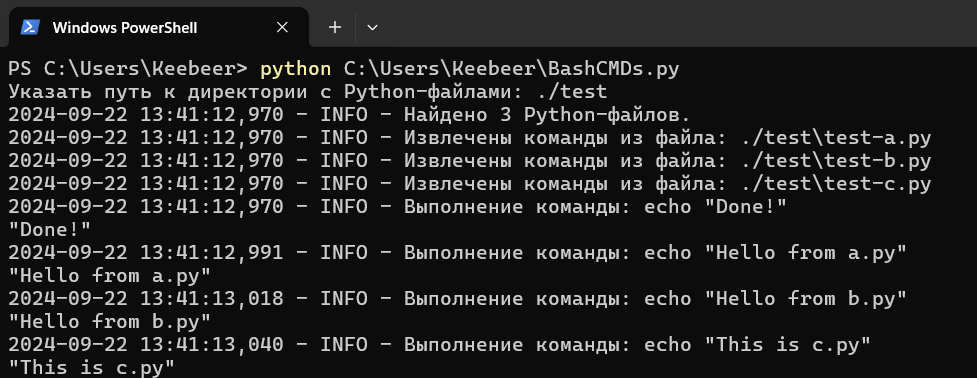 Windows PowerShell
PS C:\Users\Keebeer> python C:\Users\Keebeer\BashCMDs.py
Указать путь к директории с Python-файлами: ./test
2024-09-22 13:41:12,970 - INFO - Найдено 3 Python-файлов.
2024-09-22 13:41:12,970 - INFO - Извлечены команды из файла: ./test\test-a.py
2024-09-22 13:41:12,970 - INFO - Извлечены команды из файла: ./test\test-b.py
2024-09-22 13:41:12,970 - INFO - Извлечены команды из файла: ./test\test-c.py
2024-09-22 13:41:12,970 - INFO - Выполнение команды: echo "Done!"
"Done!"
2024-09-22 13:41:12,991 - INFO - Выполнение команды: echo "Hello from a.py"
"Hello from a.py"
2024-09-22 13:41:13,018 - INFO - Выполнение команды: echo "Hello from b.py"
"Hello from b.py"
2024-09-22 13:41:13,040 - INFO - Выполнение команды: echo "This is c.py"
"This is c.py"